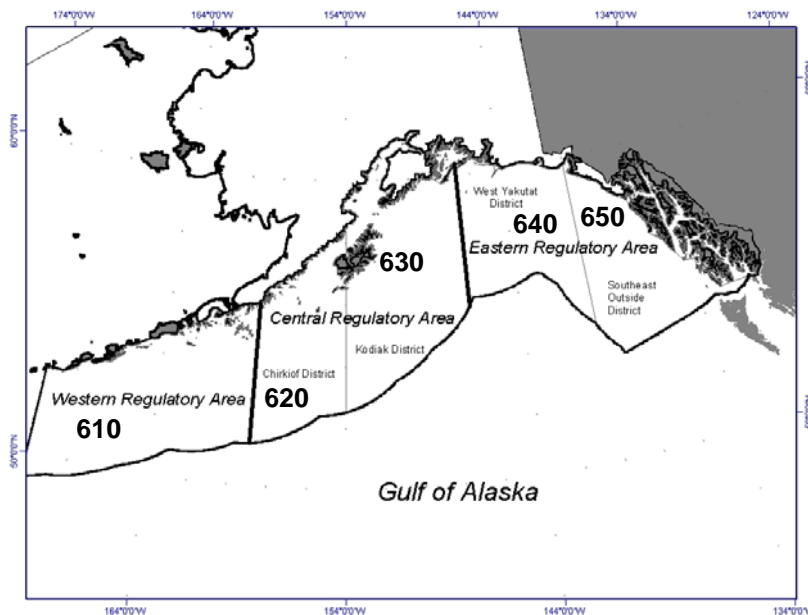 174°0'0"W 164°0'0"W 154°0'0"W 144°0'0"W 134°0'0"W 124°0'0"W
60°0'0"N
West Yakutat
District
640
650
Eastern Regulatory Area
630
Southeast
Outside
District
Central Regulatory Area
Kodiak District
Chirkiof District
620
Western Regulatory Area
610
50°0'0"N
Gulf of Alaska
164°0'0"W 154°0'0"W 144°0'0"W 134°0'0"W